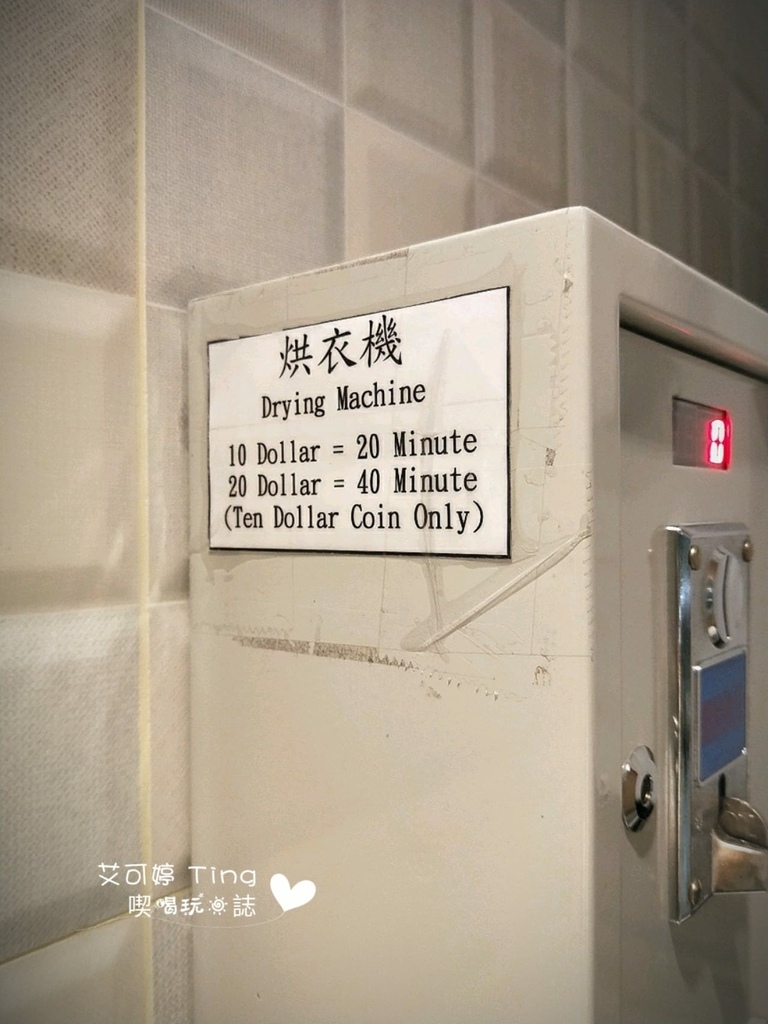 烘衣機
Drying Machine
10 Dollar = 20 Minute
20 Dollar = 40 Minute
(Ten Dollar Coin Only)
0
艾可婷 Ting
喫喝玩誌